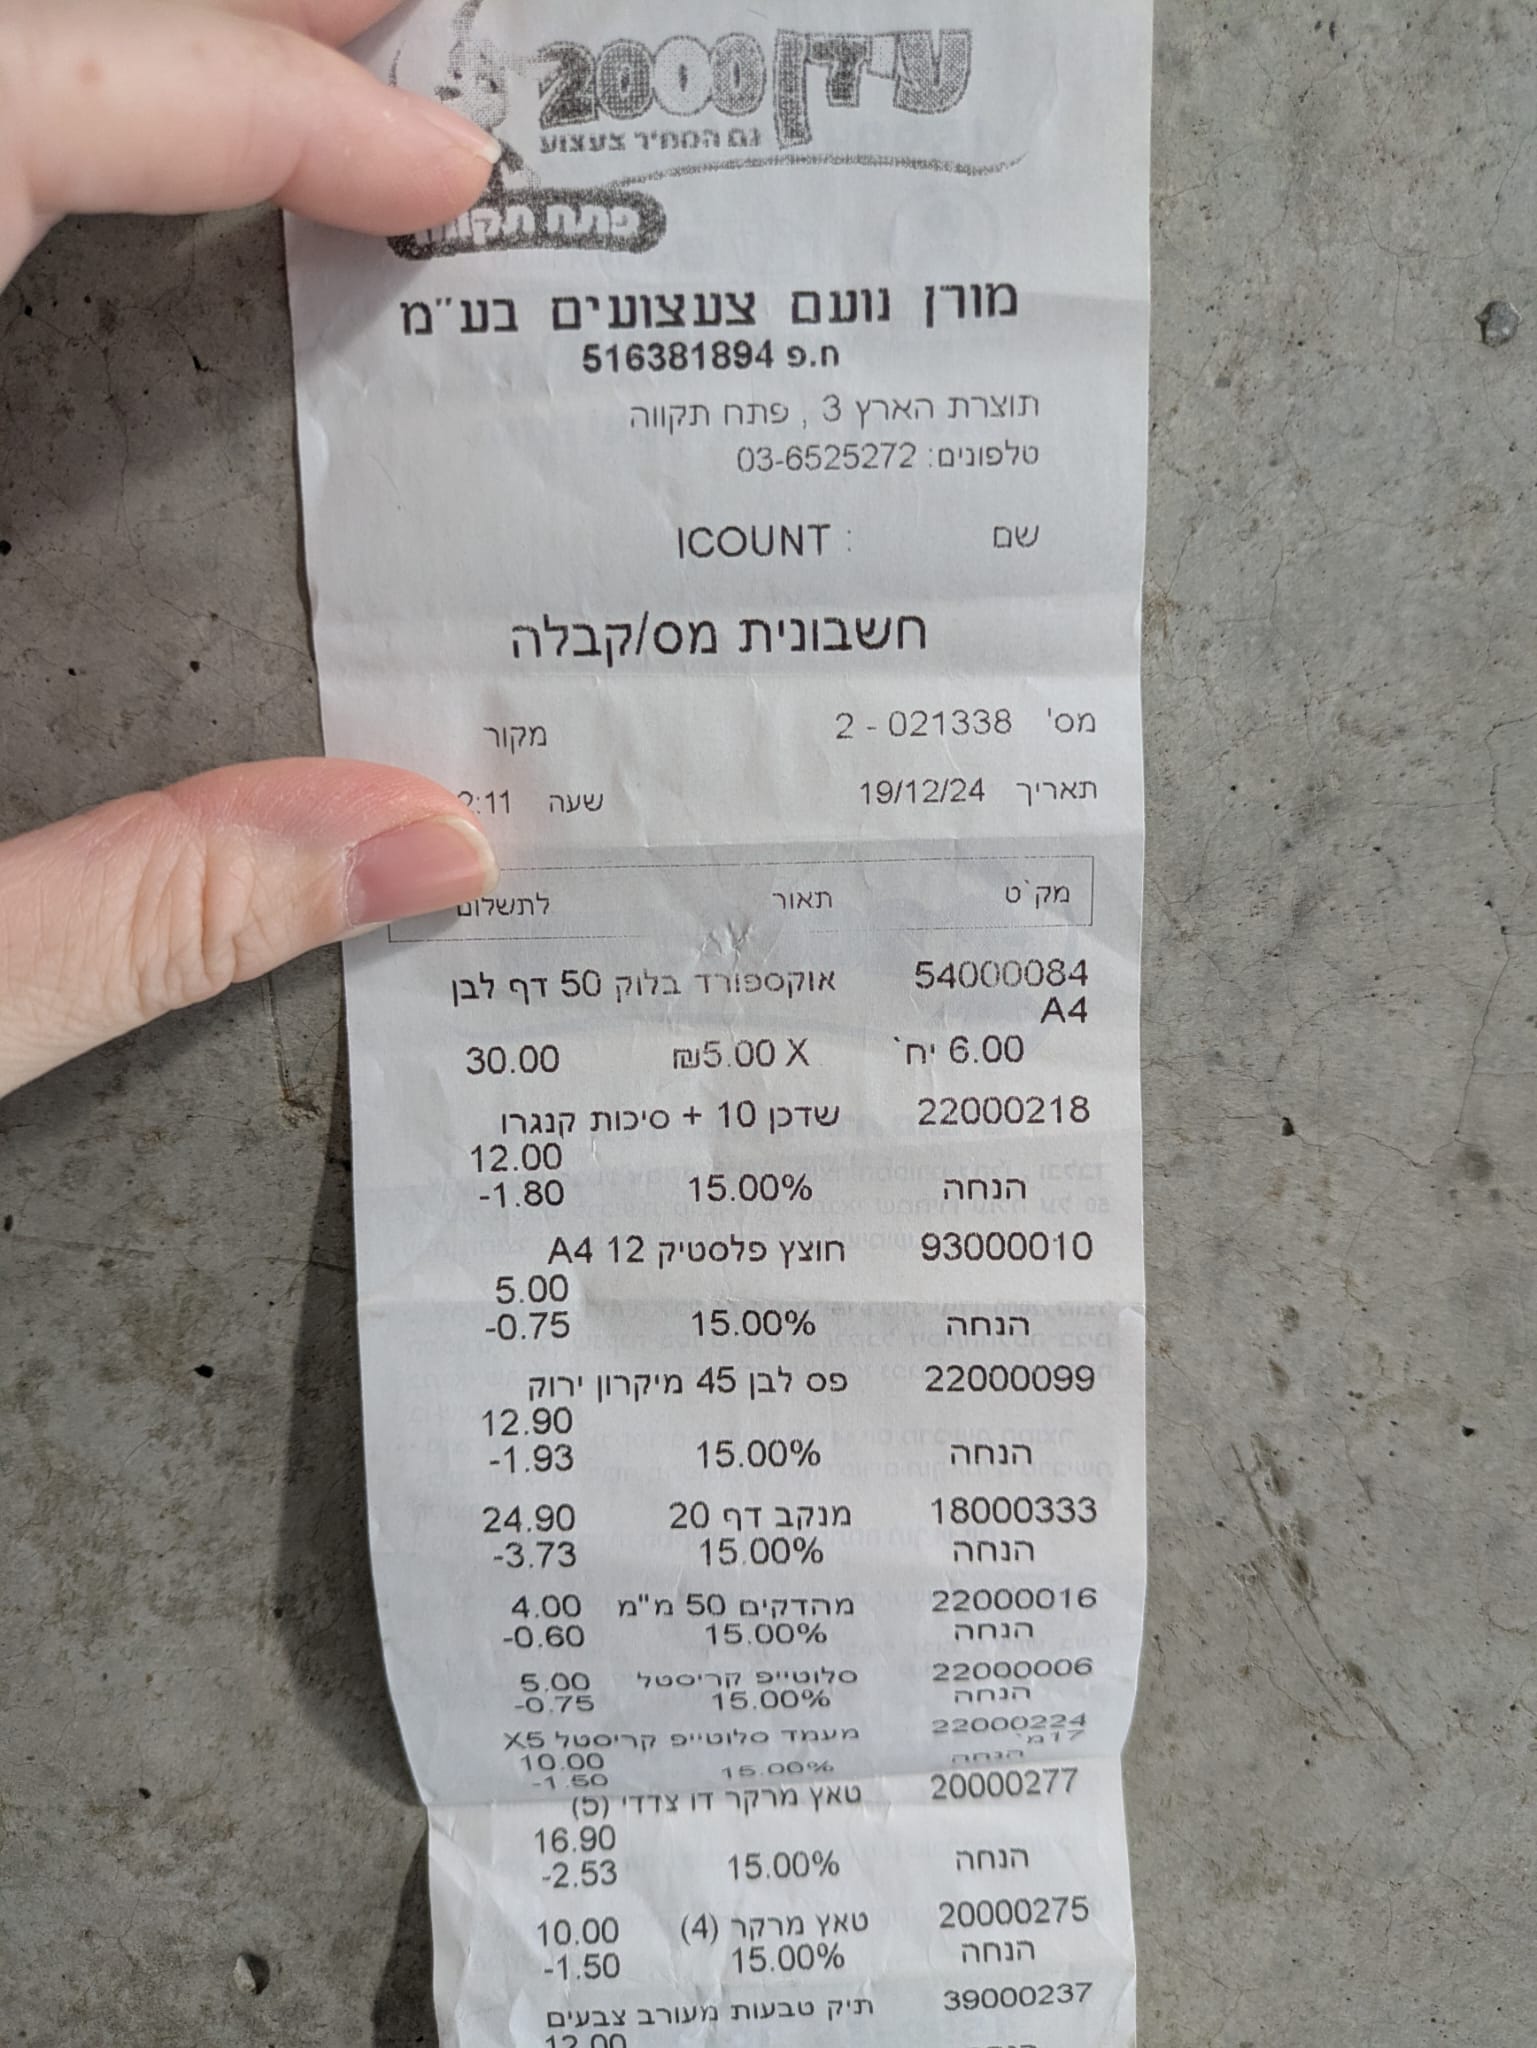 עידן 2000
גם המחיר צעצוע
פתח תקווה
מורן נועם צעצועים בע"מ
ח.פ 516381894
תוצרת הארץ 3 , פתח תקווה
טלפונים: 03-6525272
שם : ICOUNT
חשבונית מס/קבלה
מס' 021338 - 2 מקור
תאריך 19/12/24 שעה 2:11
מק`ט תאור לתשלום
54000084 אוקספורד בלוק 50 דף לבן
A4
6.00 יח` X ₪5.00 30.00
22000218 שדכן 10 + סיכות קנגרו
12.00
הנחה 15.00% -1.80
93000010 חוצץ פלסטיק 12 A4
5.00
הנחה 15.00% -0.75
22000099 פס לבן 45 מיקרון ירוק
12.90
הנחה 15.00% -1.93
18000333 מנקב דף 20 24.90
הנחה 15.00% -3.73
22000016 מהדקים 50 מ"מ 4.00
הנחה 15.00% -0.60
22000006 סלוטייפ קריסטל 5.00
הנחה 15.00% -0.75
22000224 מעמד סלוטייפ קריסטל X5
17מ`
10.00
הנחה 15.00% -1.50
20000277 טאץ מרקר דו צדדי (5)
16.90
הנחה 15.00% -2.53
20000275 טאץ מרקר (4) 10.00
הנחה 15.00% -1.50
39000237 תיק טבעות מעורב צבעים
12.00